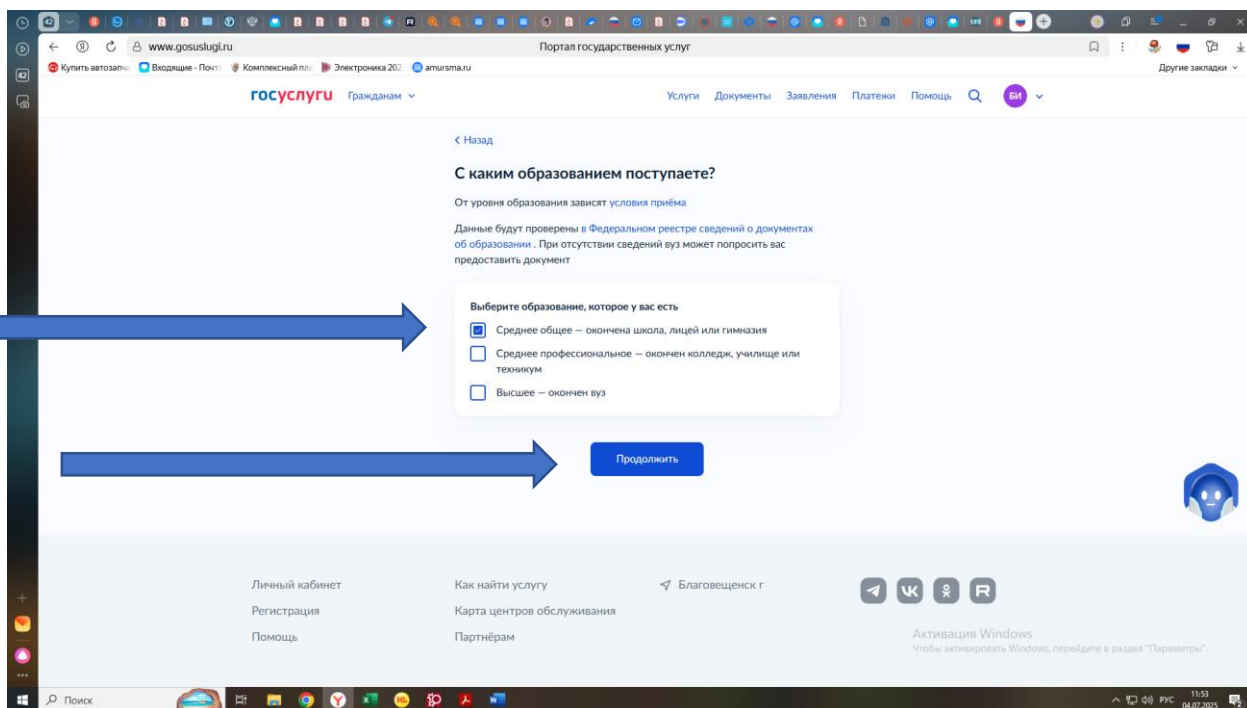 42
www.gosuslugi.ru
Портал государственных услуг
42
Купить автозапча
Входящие - Почта
Комплексный пла
Электроника 202
amursma.ru
Другие закладки
госуслуги
Гражданам
Услуги
Документы
Заявления
Платежи
Помощь
БИ
Назад
С каким образованием поступаете?
От уровня образования зависят условия приёма
Данные будут проверены в Федеральном реестре сведений о документах
об образовании . При отсутствии сведений вуз может попросить вас
предоставить документ
Выберите образование, которое у вас есть
Среднее общее — окончена школа, лицей или гимназия
Среднее профессиональное — окончен колледж, училище или
техникум
Высшее — окончен вуз
Продолжить
Личный кабинет
Как найти услугу
Благовещенск г
Регистрация
Карта центров обслуживания
Помощь
Партнёрам
Активация Windows
Чтобы активировать Windows, перейдите в раздел "Параметры".
Поиск
РУС
11:53
04.07.2025